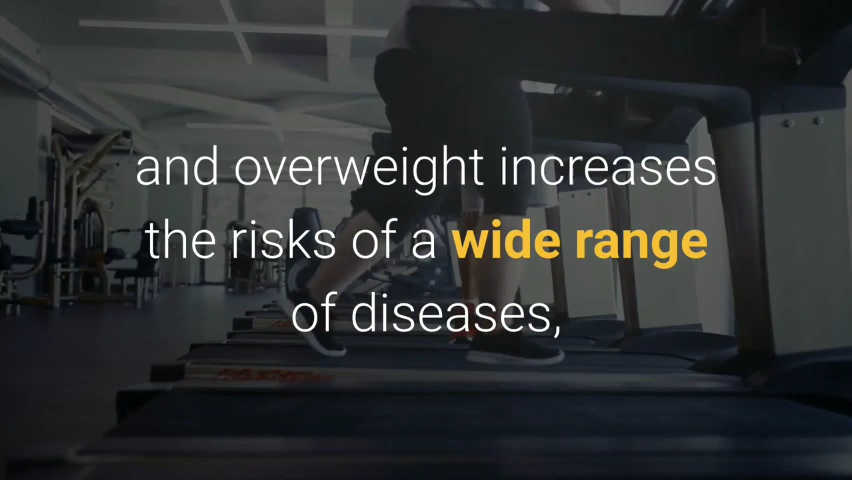 and overweight increases
the risks of a wide range
of diseases,